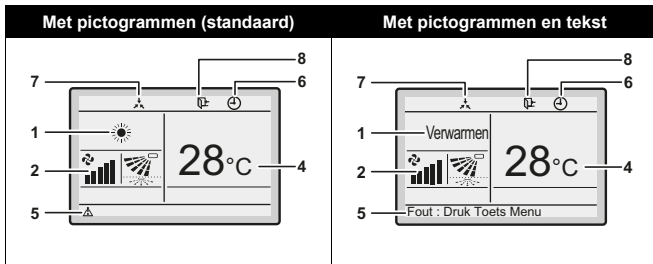 Met pictogrammen (standaard)
Met pictogrammen en tekst
8
7
6
1
28°C
2
4
5
8
7
6
1
Verwarmen
28°C
2
4
5
Fout : Druk Toets Menu